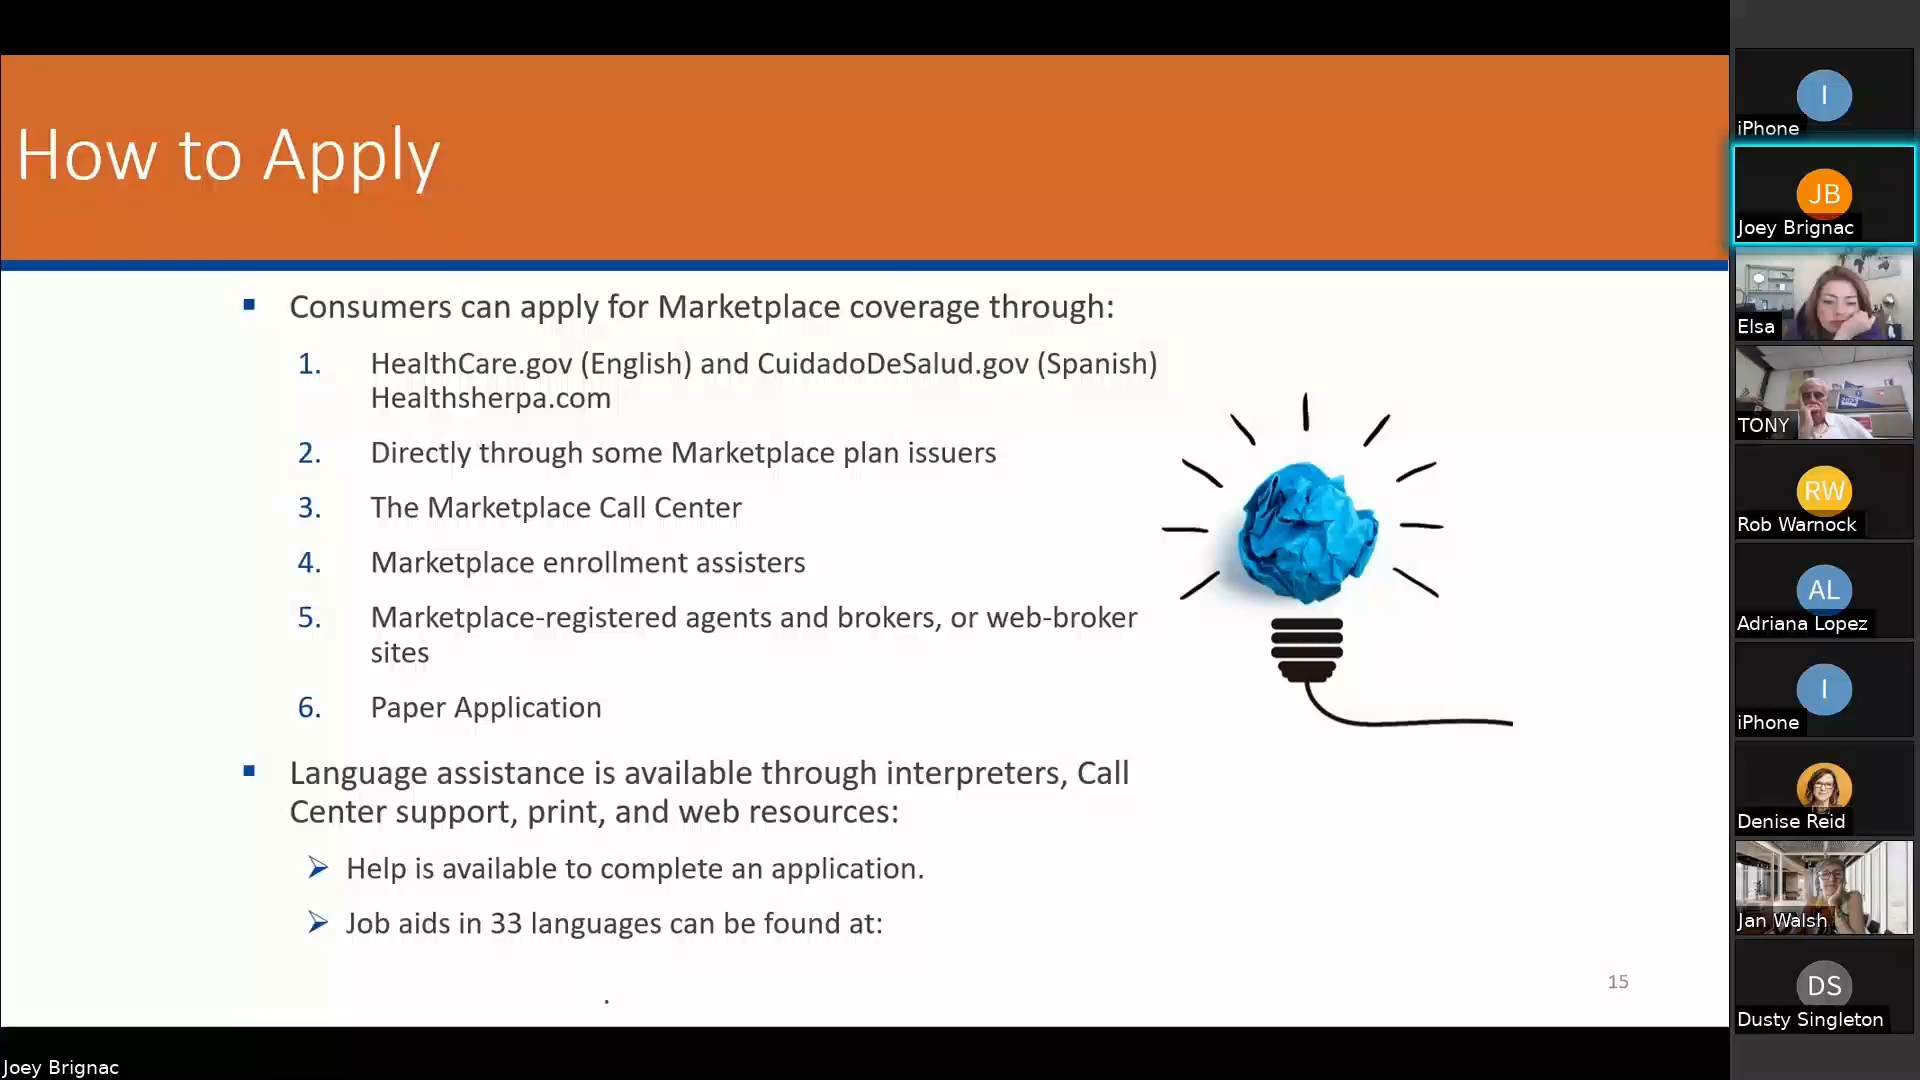 How to Apply
Consumers can apply for Marketplace coverage through:
1. HealthCare.gov (English) and CuidadoDeSalud.gov (Spanish)
Healthsherpa.com
2. Directly through some Marketplace plan issuers
3. The Marketplace Call Center
4. Marketplace enrollment assisters
5. Marketplace-registered agents and brokers, or web-broker
sites
6. Paper Application
Language assistance is available through interpreters, Call
Center support, print, and web resources:
Help is available to complete an application.
Job aids in 33 languages can be found at:
.
15
Joey Brignac
I
iPhone
JB
Joey Brignac
Elsa
TONY
RW
Rob Warnock
AL
Adriana Lopez
I
iPhone
Denise Reid
Jan Walsh
DS
Dusty Singleton